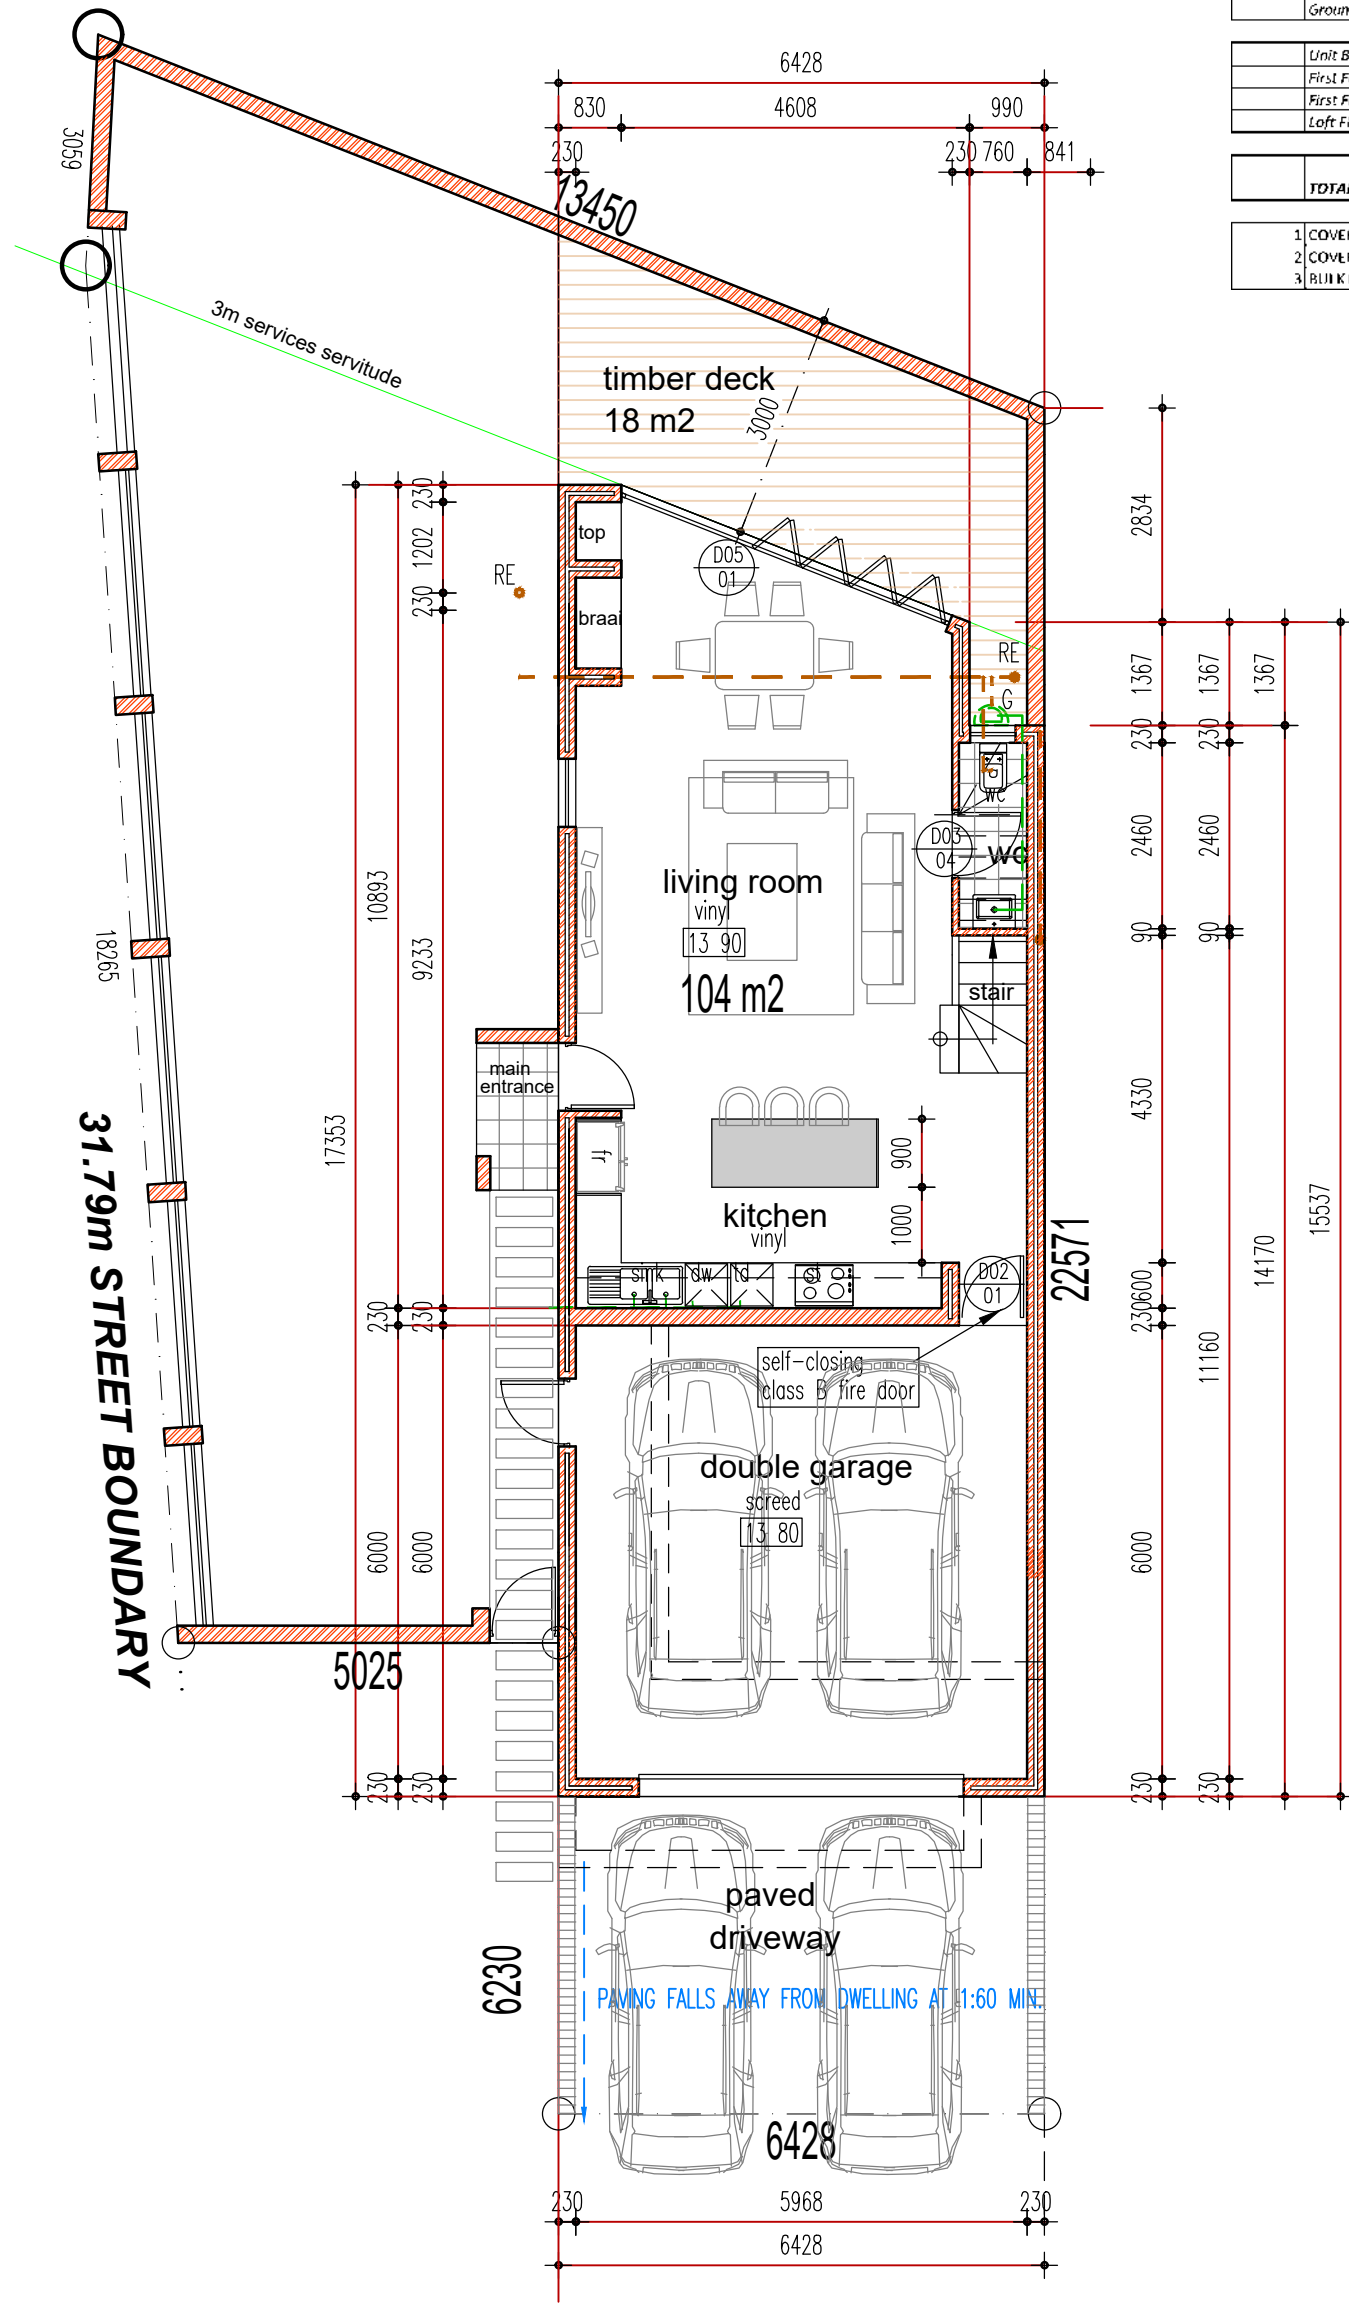 Groun
Unit B
First F
First F
Loft F
TOTA
1 COVE
2 COVE
3 BULK
6428
830
4608
990
230
230
760
841
13450
3059
3m services servitude
timber deck
18 m2
3000
2834
230
1202
230
top
D05
01
RE
braai
RE
G
1367
1367
1367
230
230
wc
D03
04
wc
2460
2460
living room
vinyl
13 90
104 m2
10893
9233
18265
90
90
stair
main
entrance
17353
4330
fr
900
kitchen
vinyl
1000
22571
15537
14170
sink
dw
td
st
D02
01
600
230
230
230
11160
31.79m STREET BOUNDARY
self-closing
class B fire door
double garage
screed
13 80
6000
6000
6000
5025
230
230
230
230
paved
driveway
6230
PAVING FALLS AWAY FROM DWELLING AT 1:60 MIN.
6428
230
5968
230
6428